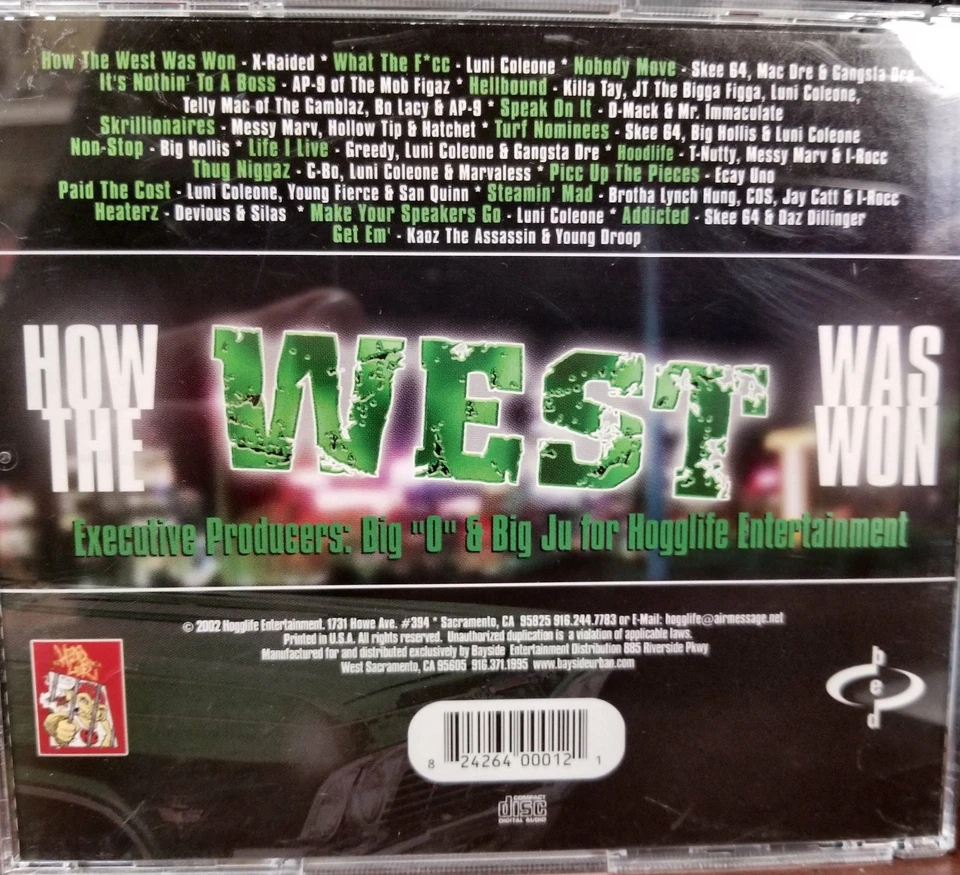 How The West Was Won - X-Raided * What The F*cc - Luni Coleone * Nobody Move - Skee 64, Mac Dre & Gangsta Dre
It's Nothin' To A Boss - AP-9 of The Mob Figaz * Hellbound - Killa Tay, JT The Bigga Figga, Luni Coleone,
Telly Mac of The Gamblaz, Bo Lacy & AP-9 * Speak On It - D-Mack & Mr. Immaculate
Skrillionaires - Messy Marv, Hollow Tip & Hatchet * Turf Nominees - Skee 64, Big Hollis & Luni Coleone
Non-Stop - Big Hollis * Life I Live - Greedy, Luni Coleone & Gangsta Dre * Hoodlife - T-Nutty, Messy Marv & I-Rocc
Thug Niggaz - C-Bo, Luni Coleone & Marvaless * Picc Up The Pieces - Ecay Uno
Paid The Cost - Luni Coleone, Young Fierce & San Quinn * Steamin' Mad - Brotha Lynch Hung, COS, Jay Catt & I-Rocc
Heaterz - Devious & Silas * Make Your Speakers Go - Luni Coleone * Addicted - Skee 64 & Daz Dillinger
Get Em' - Kaoz The Assassin & Young Droop
HOW THE WEST WAS WON
Executive Producers: Big "O" & Big Ju for Hogglife Entertainment
© 2002 Hogglife Entertainment. 1731 Howe Ave. #394 * Sacramento, CA 95825 916.244.7783 or E-Mail: hogglife@airmessage.net
Printed in U.S.A. All rights reserved. Unauthorized duplication is a violation of applicable laws.
Manufactured for and distributed exclusively by Bayside Entertainment Distribution 885 Riverside Pkwy
West Sacramento, CA 95605 916.371.1995 www.baysideurban.com
bed
8 24264 00012 1
COMPACT
disc
DIGITAL AUDIO